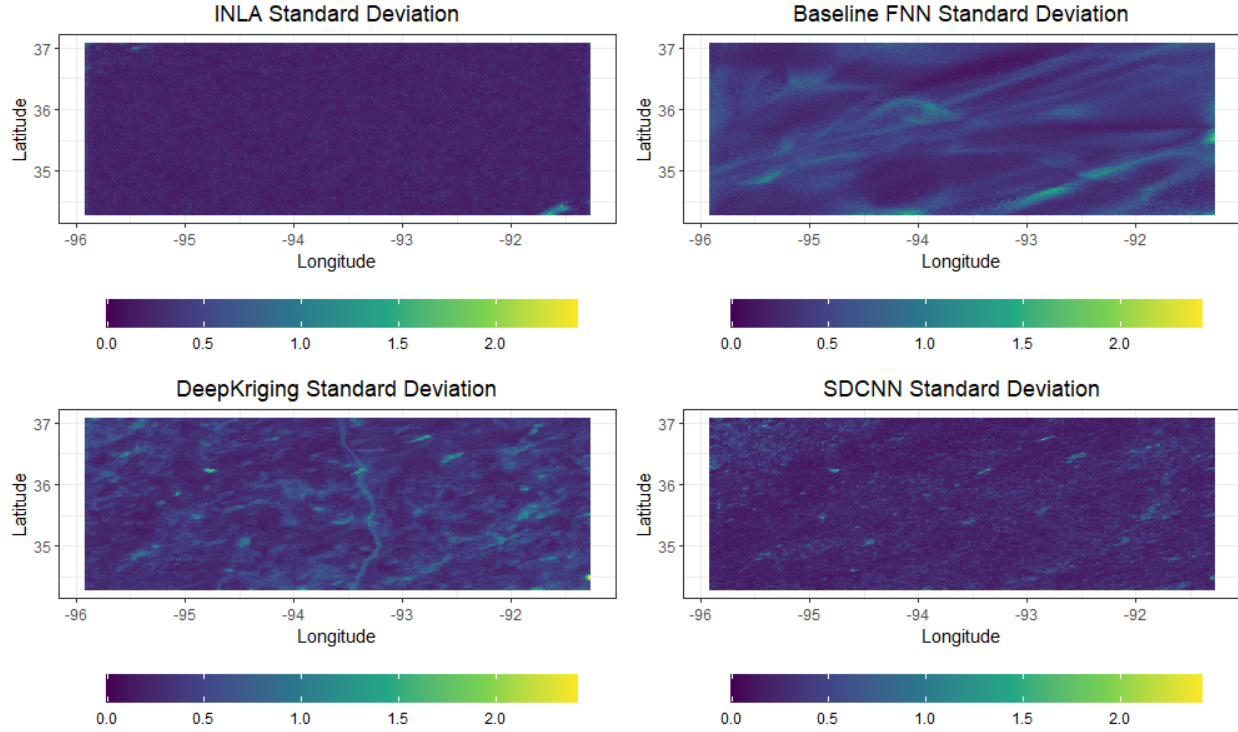 INLA Standard Deviation
Baseline FNN Standard Deviation
Latitude
37
36
35
-96 -95 -94 -93 -92
Longitude
Latitude
37
36
35
-96 -95 -94 -93 -92
Longitude
0.0 0.5 1.0 1.5 2.0
0.0 0.5 1.0 1.5 2.0
DeepKriging Standard Deviation
SDCNN Standard Deviation
Latitude
37
36
35
-96 -95 -94 -93 -92
Longitude
Latitude
37
36
35
-96 -95 -94 -93 -92
Longitude
0.0 0.5 1.0 1.5 2.0
0.0 0.5 1.0 1.5 2.0